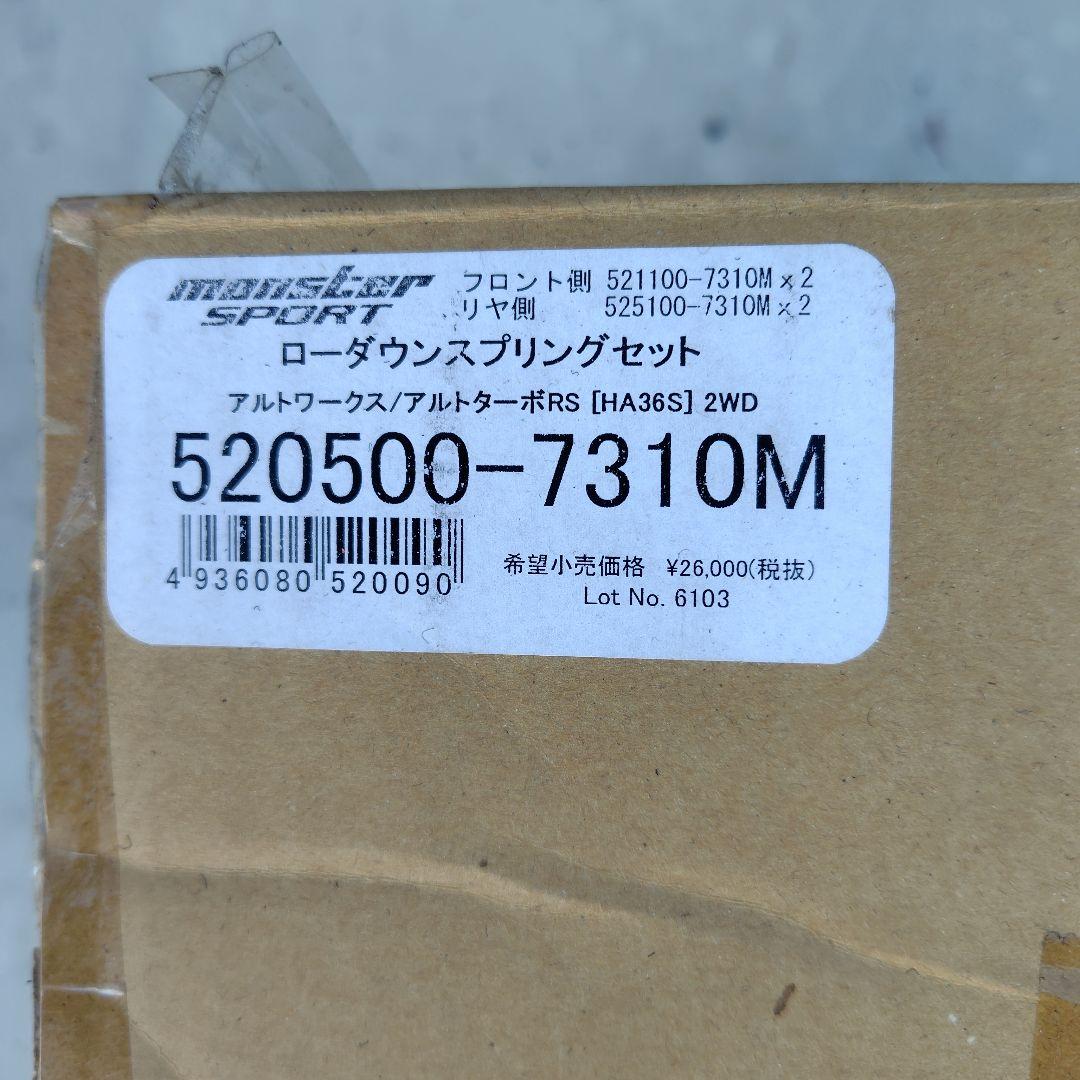 monster SPORT
フロント側 521100-7310M x 2
リヤ側 525100-7310M x 2
ローダウンスプリングセット
アルトワークス/アルトターボRS [HA36S] 2WD
520500-7310M
4 936080 520090
希望小売価格 ¥26,000(税抜)
Lot No. 6103